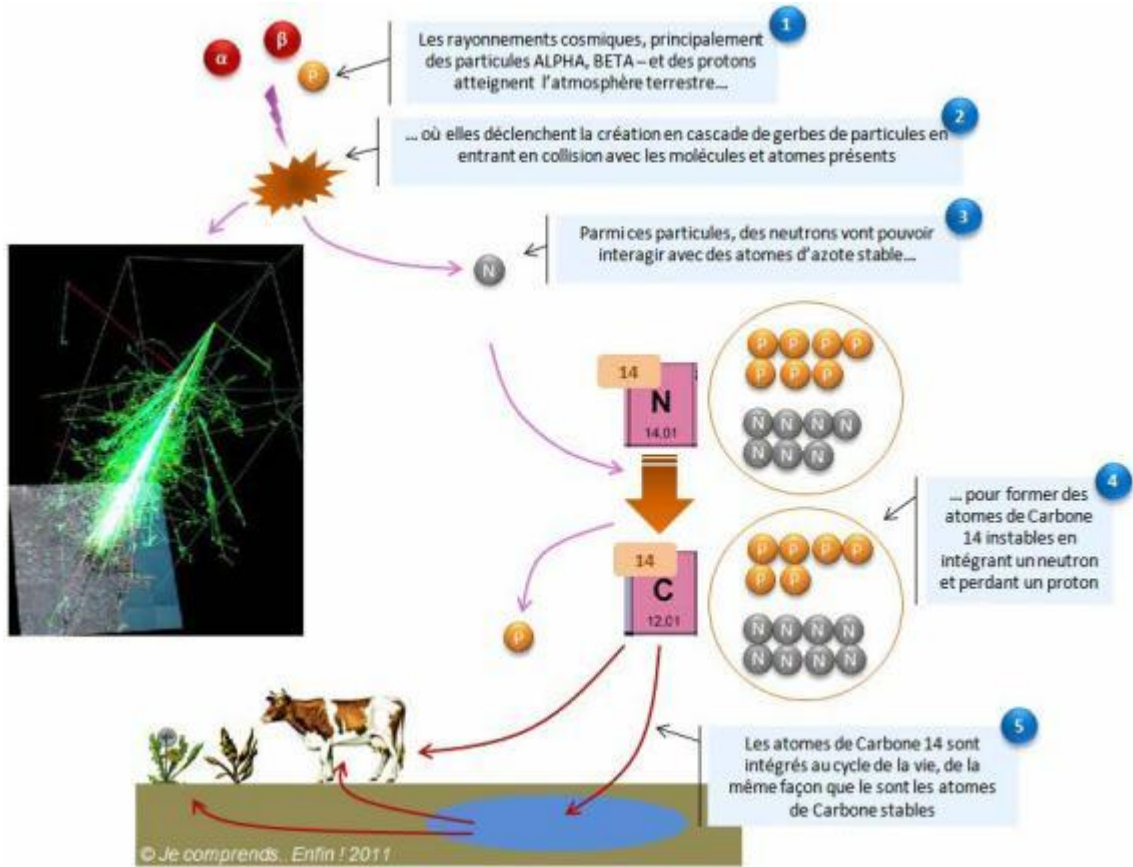 1
α
β
P
Les rayonnements cosmiques, principalement
des particules ALPHA, BETA – et des protons
atteignent l'atmosphère terrestre...
2
... où elles déclenchent la création en cascade de gerbes de particules en
entrant en collision avec les molécules et atomes présents
3
Parmi ces particules, des neutrons vont pouvoir
interagir avec des atomes d'azote stable...
N
14
N
14.01
P P P P
P P P
N N N N
N N N
4
... pour former des
atomes de Carbone
14 instables en
intégrant un neutron
et perdant un proton
14
C
12.01
P P P P
P P
N N N N
N N N N
P
5
Les atomes de Carbone 14 sont
intégrés au cycle de la vie, de la
même façon que le sont les atomes
de Carbone stables
© Je comprends.. Enfin ! 2011